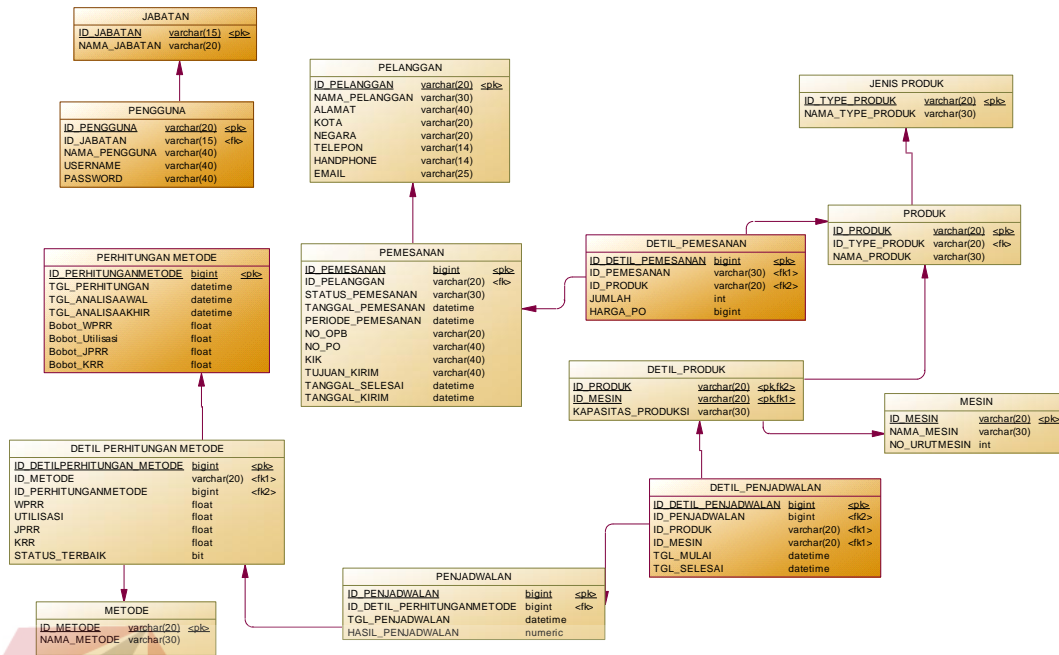 JABATAN
ID_JABATAN varchar(15) <pk>
NAMA_JABATAN varchar(20)
PENGGUNA
ID_PENGGUNA varchar(20) <pk>
ID_JABATAN varchar(15) <fk>
NAMA_PENGGUNA varchar(40)
USERNAME varchar(40)
PASSWORD varchar(40)
PELANGGAN
ID_PELANGGAN varchar(20) <pk>
NAMA_PELANGGAN varchar(30)
ALAMAT varchar(40)
KOTA varchar(20)
NEGARA varchar(20)
TELEPON varchar(14)
HANDPHONE varchar(14)
EMAIL varchar(25)
JENIS PRODUK
ID_TYPE_PRODUK varchar(20) <pk>
NAMA_TYPE_PRODUK varchar(30)
PRODUK
ID_PRODUK varchar(20) <pk>
ID_TYPE_PRODUK varchar(20) <fk>
NAMA_PRODUK varchar(30)
PERHITUNGAN METODE
ID_PERHITUNGANMETODE bigint <pk>
TGL_PERHITUNGAN datetime
TGL_ANALISAAWAL datetime
TGL_ANALISAAKHIR datetime
Bobot_WPRR float
Bobot_Utilisasi float
Bobot_JPRR float
Bobot_KRR float
PEMESANAN
ID_PEMESANAN bigint <pk>
ID_PELANGGAN varchar(20) <fk>
STATUS_PEMESANAN varchar(30)
TANGGAL_PEMESANAN datetime
PERIODE_PEMESANAN datetime
NO_OPB varchar(20)
NO_PO varchar(40)
KIK varchar(40)
TUJUAN_KIRIM varchar(40)
TANGGAL_SELESAI datetime
TANGGAL_KIRIM datetime
DETIL_PEMESANAN
ID_DETIL_PEMESANAN bigint <pk>
ID_PEMESANAN varchar(30) <fk1>
ID_PRODUK varchar(20) <fk2>
JUMLAH int
HARGA_PO bigint
DETIL_PRODUK
ID_PRODUK varchar(20) <pk,fk2>
ID_MESIN varchar(20) <pk,fk1>
KAPASITAS_PRODUKSI varchar(30)
MESIN
ID_MESIN varchar(20) <pk>
NAMA_MESIN varchar(30)
NO_URUTMESIN int
DETIL PERHITUNGAN METODE
ID_DETILPERHITUNGAN_METODE bigint <pk>
ID_METODE varchar(20) <fk1>
ID_PERHITUNGANMETODE bigint <fk2>
WPRR float
UTILISASI float
JPRR float
KRR float
STATUS_TERBAIK bit
DETIL_PENJADWALAN
ID_DETIL_PENJADWALAN bigint <pk>
ID_PENJADWALAN bigint <fk2>
ID_PRODUK varchar(20) <fk1>
ID_MESIN varchar(20) <fk1>
TGL_MULAI datetime
TGL_SELESAI datetime
PENJADWALAN
ID_PENJADWALAN bigint <pk>
ID_DETIL_PERHITUNGANMETODE bigint <fk>
TGL_PENJADWALAN datetime
HASIL_PENJADWALAN numeric
METODE
ID_METODE varchar(20) <pk>
NAMA_METODE varchar(30)